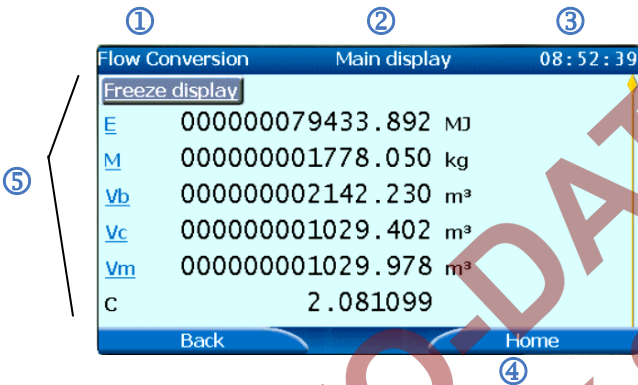 ① ② ③
Flow Conversion Main display 08:52:39
Freeze display
E 000000079433.892 MJ
M 000000001778.050 kg
Vb 000000002142.230 m³
Vc 000000001029.402 m³
Vm 000000001029.978 m³
C 2.081099
⑤
Back Home
④